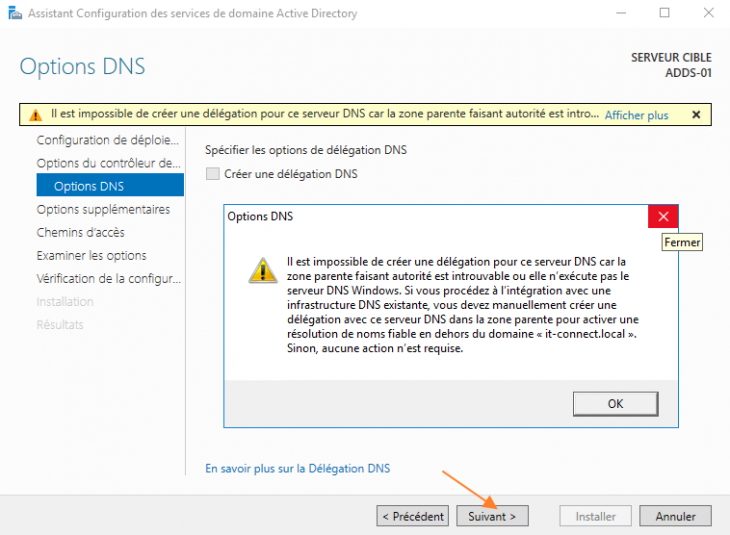 Assistant Configuration des services de domaine Active Directory
Options DNS
SERVEUR CIBLE
ADDS-01
Il est impossible de créer une délégation pour ce serveur DNS car la zone parente faisant autorité est intro... Afficher plus
Configuration de déploie...
Options du contrôleur de...
Options DNS
Options supplémentaires
Chemins d'accès
Examiner les options
Vérification de la configur...
Installation
Résultats
Spécifier les options de délégation DNS
Créer une délégation DNS
Options DNS
Fermer
Il est impossible de créer une délégation pour ce serveur DNS car la
zone parente faisant autorité est introuvable ou elle n'exécute pas le
serveur DNS Windows. Si vous procédez à l'intégration avec une
infrastructure DNS existante, vous devez manuellement créer une
délégation avec ce serveur DNS dans la zone parente pour activer une
résolution de noms fiable en dehors du domaine « it-connect.local ».
Sinon, aucune action n'est requise.
OK
En savoir plus sur la Délégation DNS
< Précédent
Suivant >
Installer
Annuler